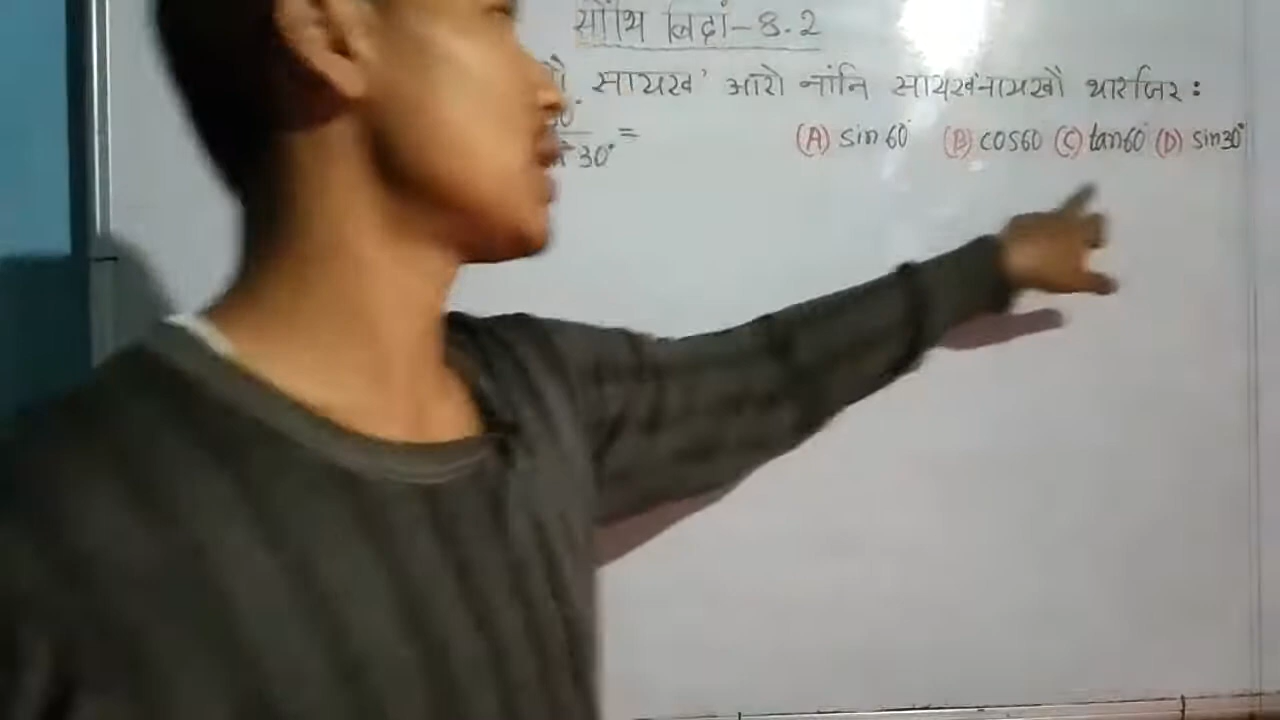 सौंथि बिदां-8.2
सायख' आरो नांनि सायख'नायखौ थारजिर :
30° = (A) sin 60° (B) cos60 (C) tan60° (D) sin30°